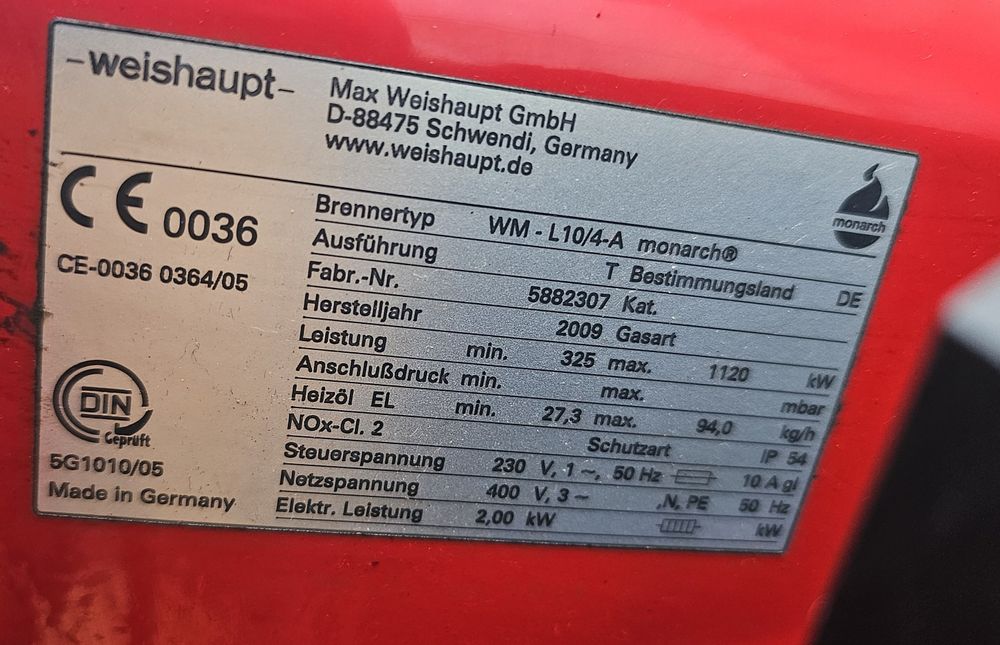 -weishaupt-
Max Weishaupt GmbH
D-88475 Schwendi, Germany
www.weishaupt.de
monarch
CE 0036
CE-0036 0364/05
DIN
Geprüft
5G1010/05
Made in Germany
Brennertyp WM - L10/4-A monarch®
Ausführung T Bestimmungsland DE
Fabr.-Nr. 5882307 Kat.
Herstelljahr 2009 Gasart
Leistung min. 325 max. 1120 kW
Anschlußdruck min. max. mbar
Heizöl EL min. 27,3 max. 94,0 kg/h
NOx-Cl. 2 Schutzart IP 54
Steuerspannung 230 V, 1 ~, 50 Hz 10 A gl
Netzspannung 400 V, 3 ~ ,N, PE 50 Hz
Elektr. Leistung 2,00 kW kW